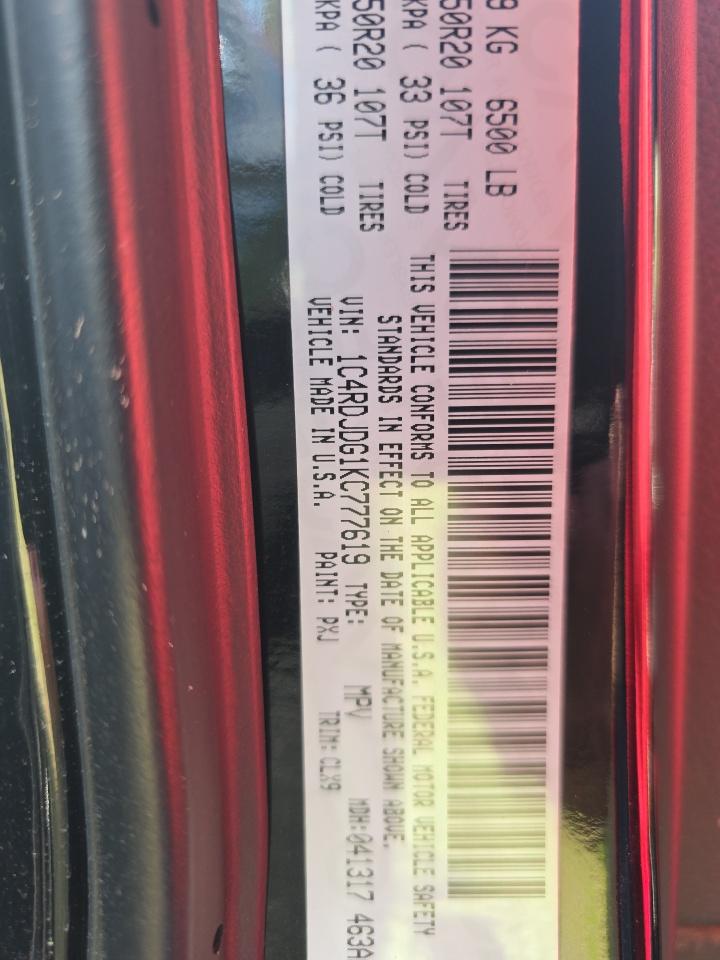 9 KG 6500 LB
50R20 107T TIRES
KPA ( 33 PSI) COLD
50R20 107T TIRES
KPA ( 36 PSI) COLD
THIS VEHICLE CONFORMS TO ALL APPLICABLE U.S.A. FEDERAL MOTOR VEHICLE SAFETY
STANDARDS IN EFFECT ON THE DATE OF MANUFACTURE SHOWN ABOVE.
VIN: 1C4RDJDG1KC777619 TYPE: MPV MDH:041317 463A
VEHICLE MADE IN U.S.A. PAINT: PXJ TRIM: CLX9